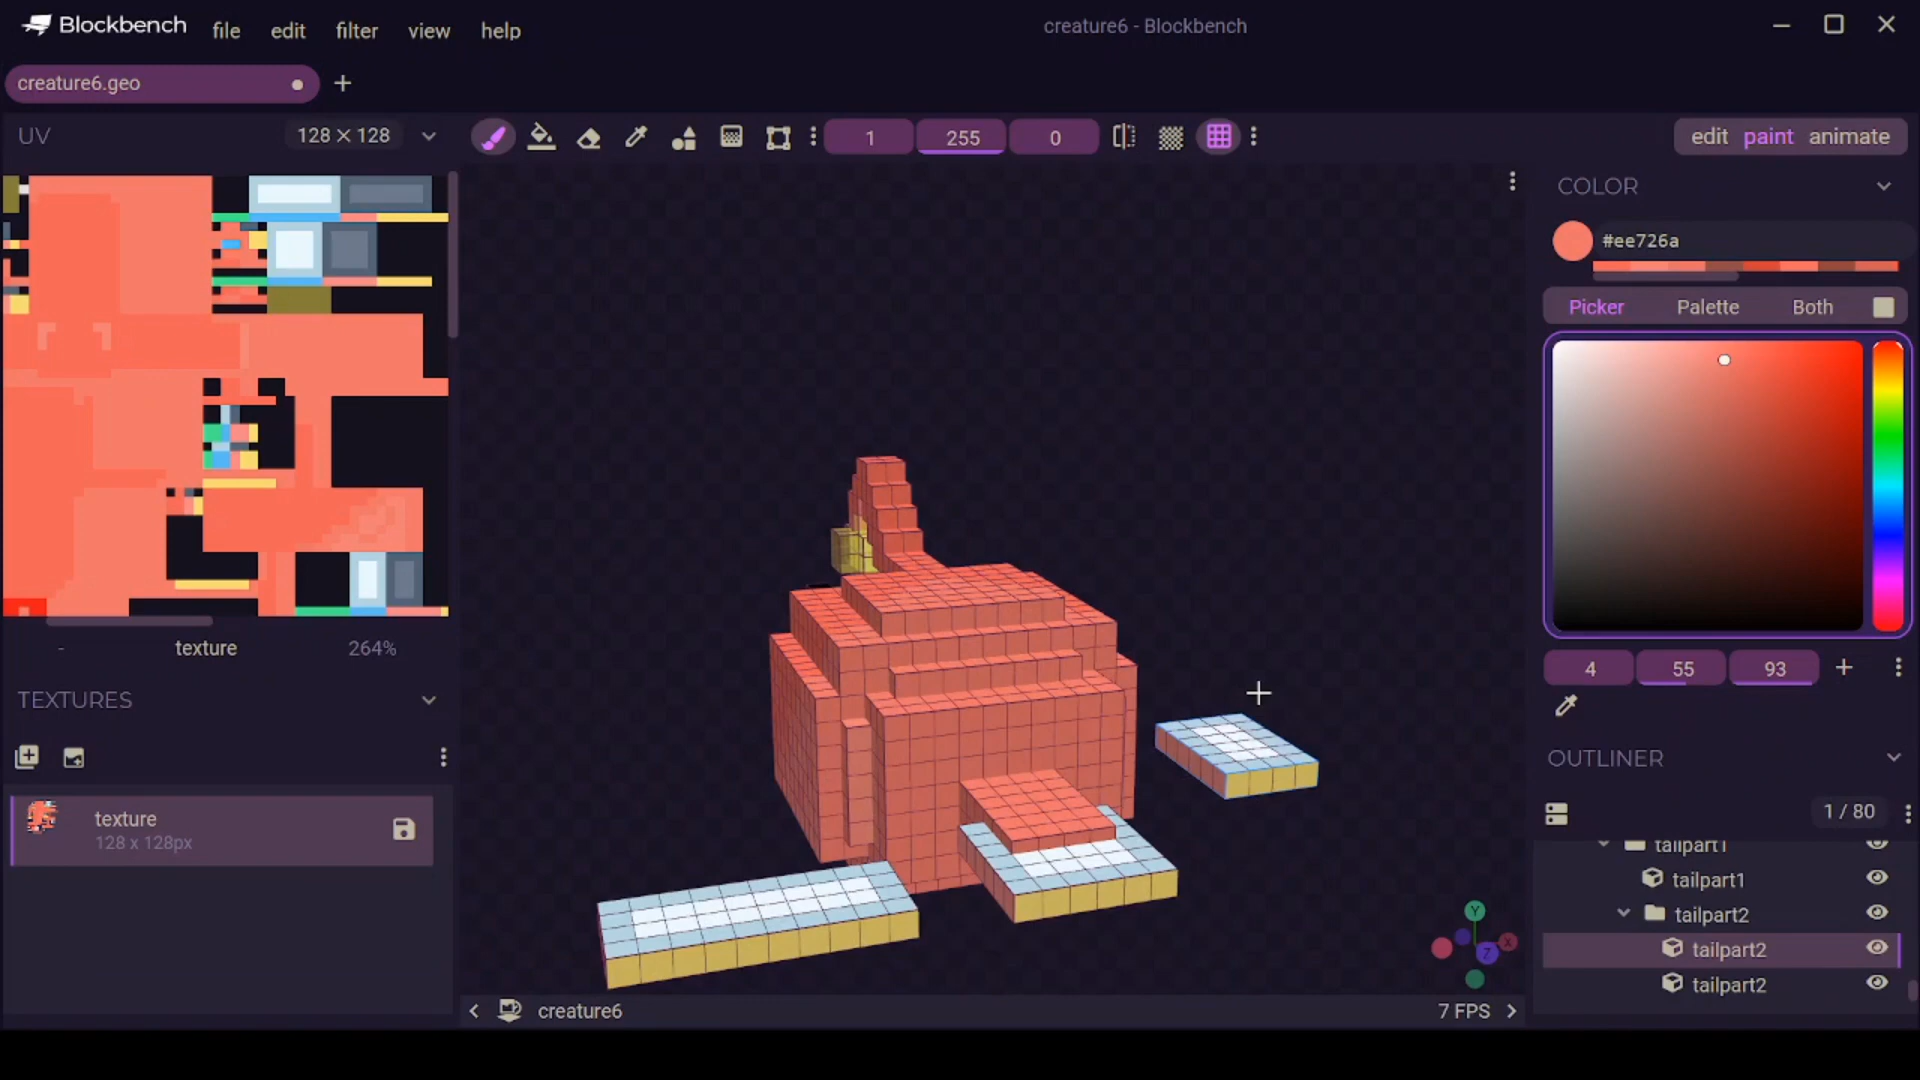 Blockbench file edit filter view help
creature6 - Blockbench
creature6.geo
UV 128 × 128
1 255 0
edit paint animate
COLOR
#ee726a
Picker Palette Both
4 55 93
- texture 264%
TEXTURES
texture
128 x 128px
OUTLINER
1 / 80
tailpart1
tailpart1
tailpart2
tailpart2
tailpart2
Y
X
Z
creature6
7 FPS